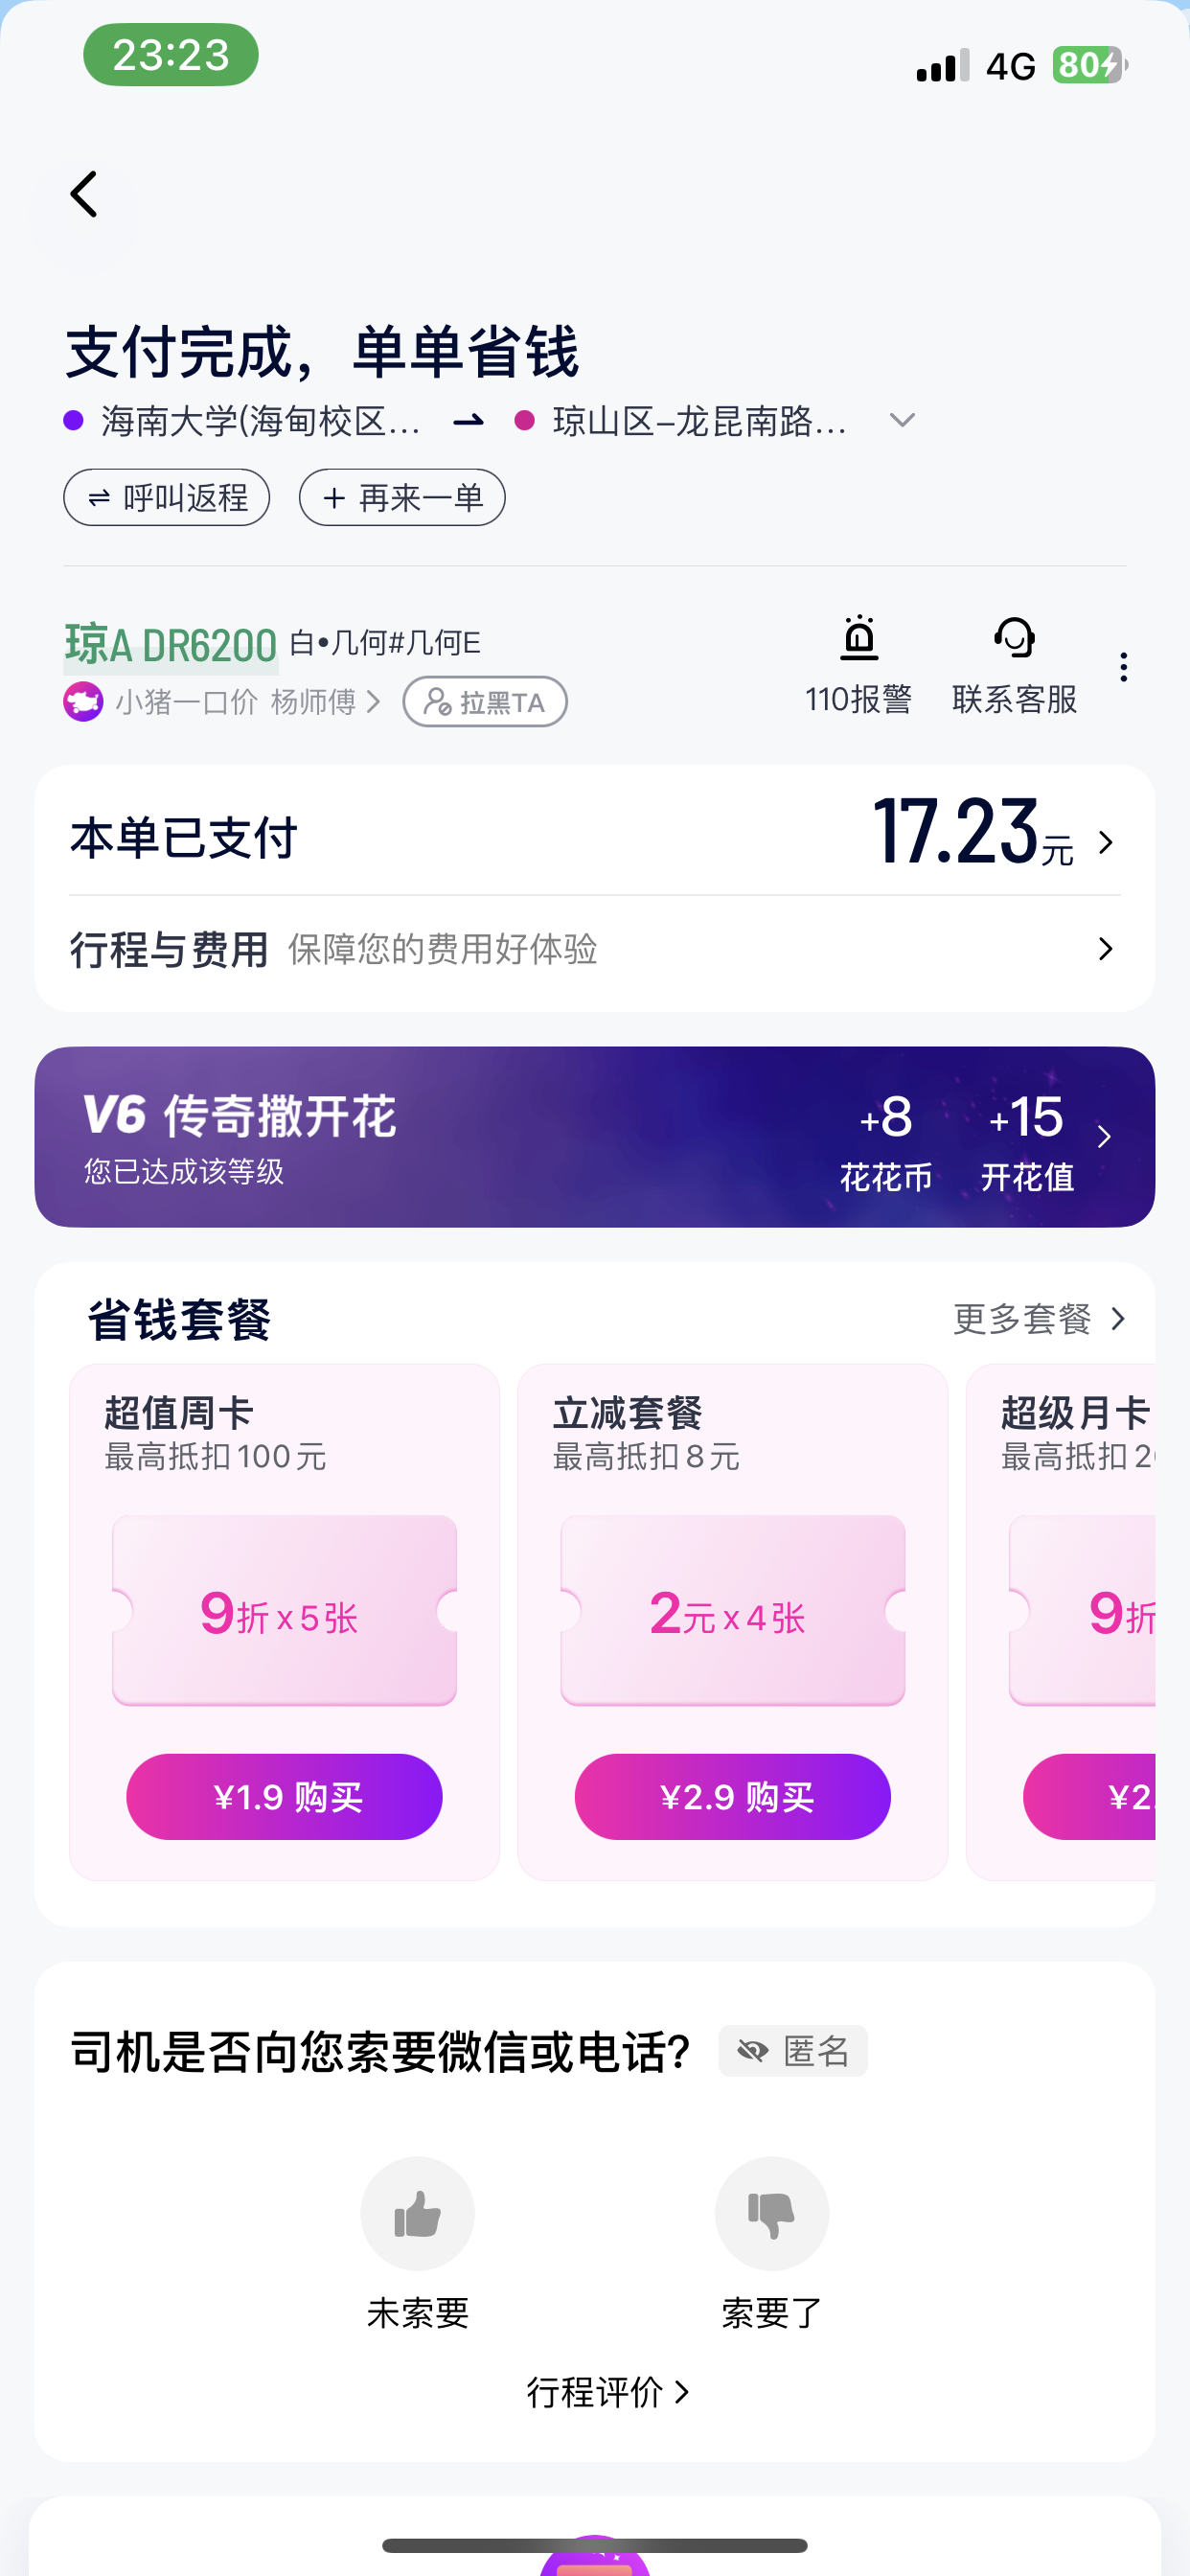 23:23
4G
80
支付完成，单单省钱
海南大学(海甸校区...
琼山区-龙昆南路...
呼叫返程
再来一单
琼A DR6200 白•几何#几何E
小猪一口价 杨师傅
拉黑TA
110报警
联系客服
本单已支付
17.23元
行程与费用 保障您的费用好体验
V6 传奇撒开花
您已达成该等级
+8
花花币
+15
开花值
省钱套餐
更多套餐
超值周卡
最高抵扣100元
9折x5张
¥1.9 购买
立减套餐
最高抵扣8元
2元x4张
¥2.9 购买
超级月卡
最高抵扣2
9折
¥2.
司机是否向您索要微信或电话?
匿名
未索要
索要了
行程评价